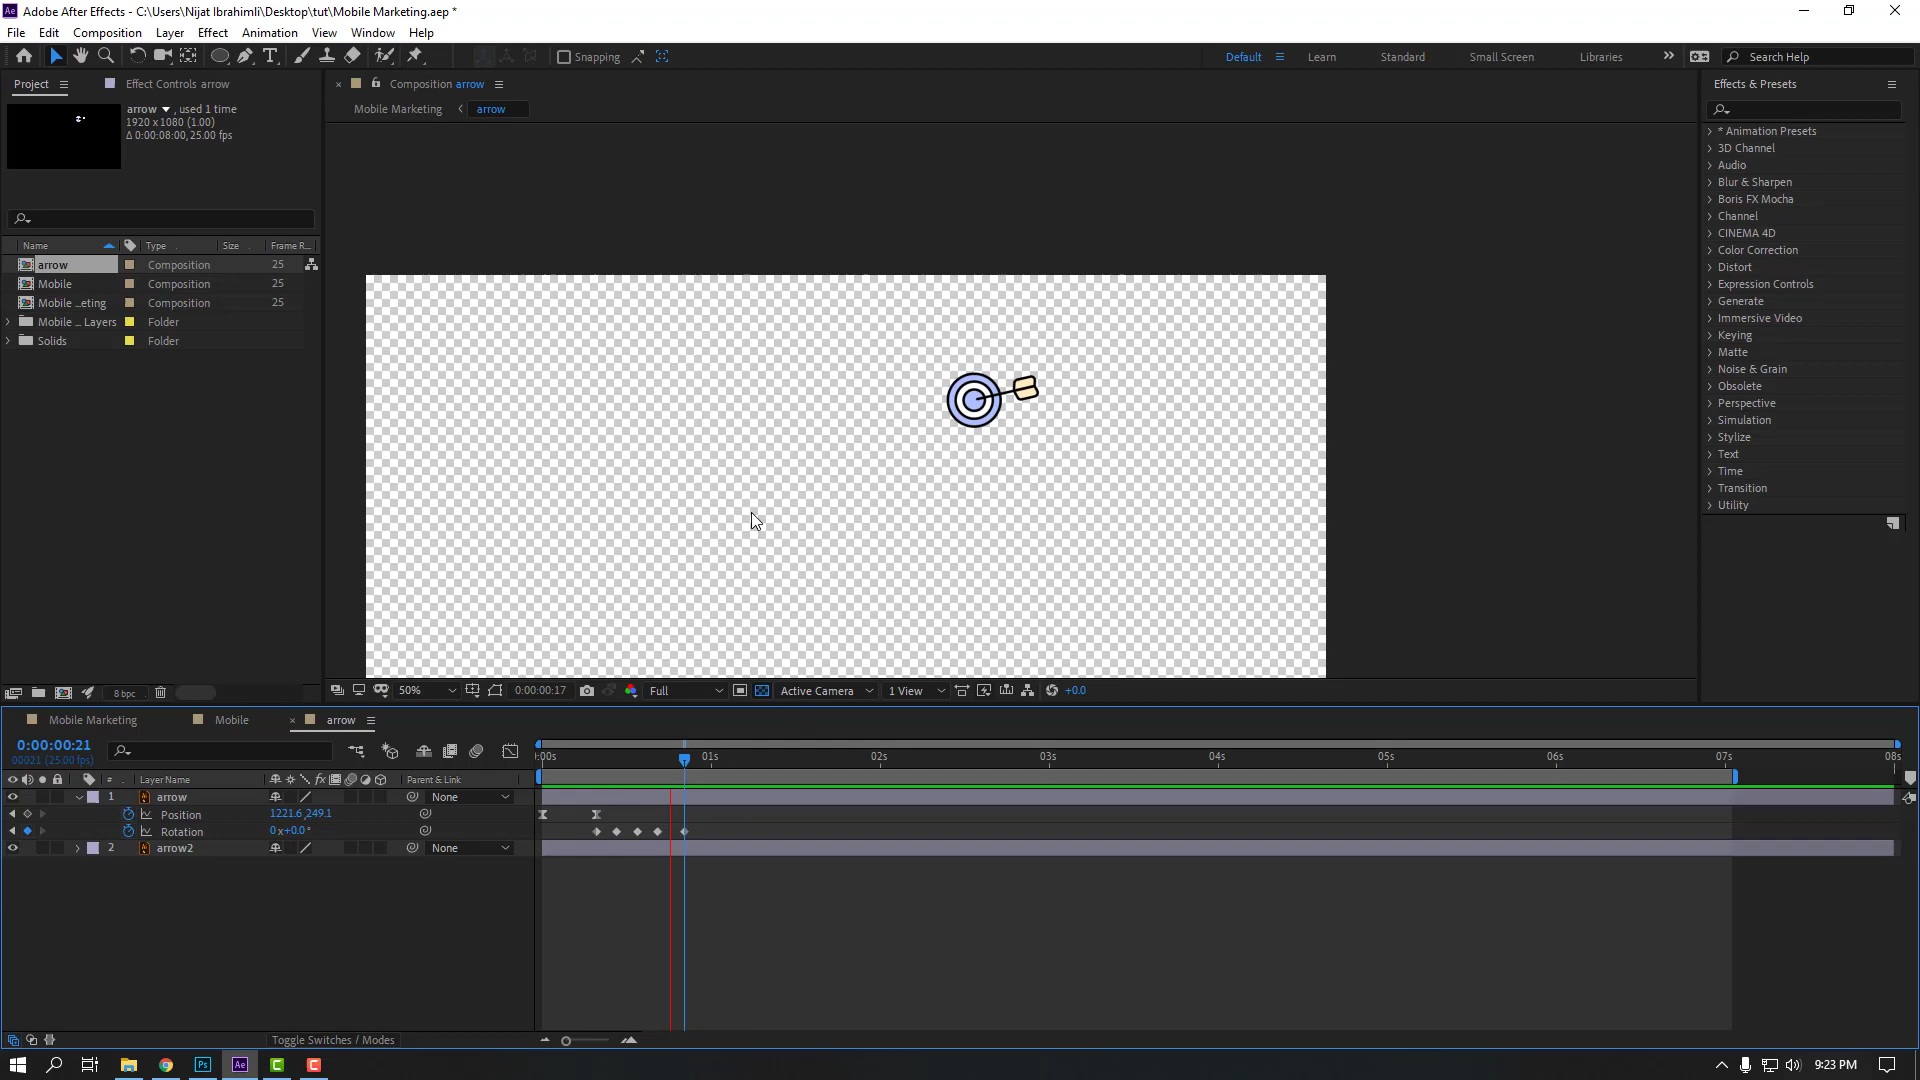 Ae Adobe After Effects - C:\Users\Nijat Ibrahimli\Desktop\tut\Mobile Marketing.aep *
File Edit Composition Layer Effect Animation View Window Help
Snapping Default Learn Standard Small Screen Libraries Search Help
Project Effect Controls arrow
Composition arrow
Effects & Presets
arrow , used 1 time
1920 x 1080 (1.00)
Δ 0:00:08:00, 25.00 fps
Mobile Marketing arrow
Name Type Size Frame R...
arrow Composition 25
Mobile Composition 25
Mobile ...eting Composition 25
Mobile ... Layers Folder
Solids Folder
* Animation Presets
3D Channel
Audio
Blur & Sharpen
Boris FX Mocha
Channel
CINEMA 4D
Color Correction
Distort
Expression Controls
Generate
Immersive Video
Keying
Matte
Noise & Grain
Obsolete
Perspective
Simulation
Stylize
Text
Time
Transition
Utility
8 bpc
50% 0:00:00:17 Full Active Camera 1 View +0.0
Mobile Marketing Mobile arrow
0:00:00:21
00021 (25.00 fps)
:00s 01s 02s 03s 04s 05s 06s 07s 08s
# Layer Name fx Parent & Link
1 Ai arrow None
Position 1221.6,249.1
Rotation 0x+0.0°
2 Ai arrow2 None
Toggle Switches / Modes
Ps Ae C C 9:23 PM